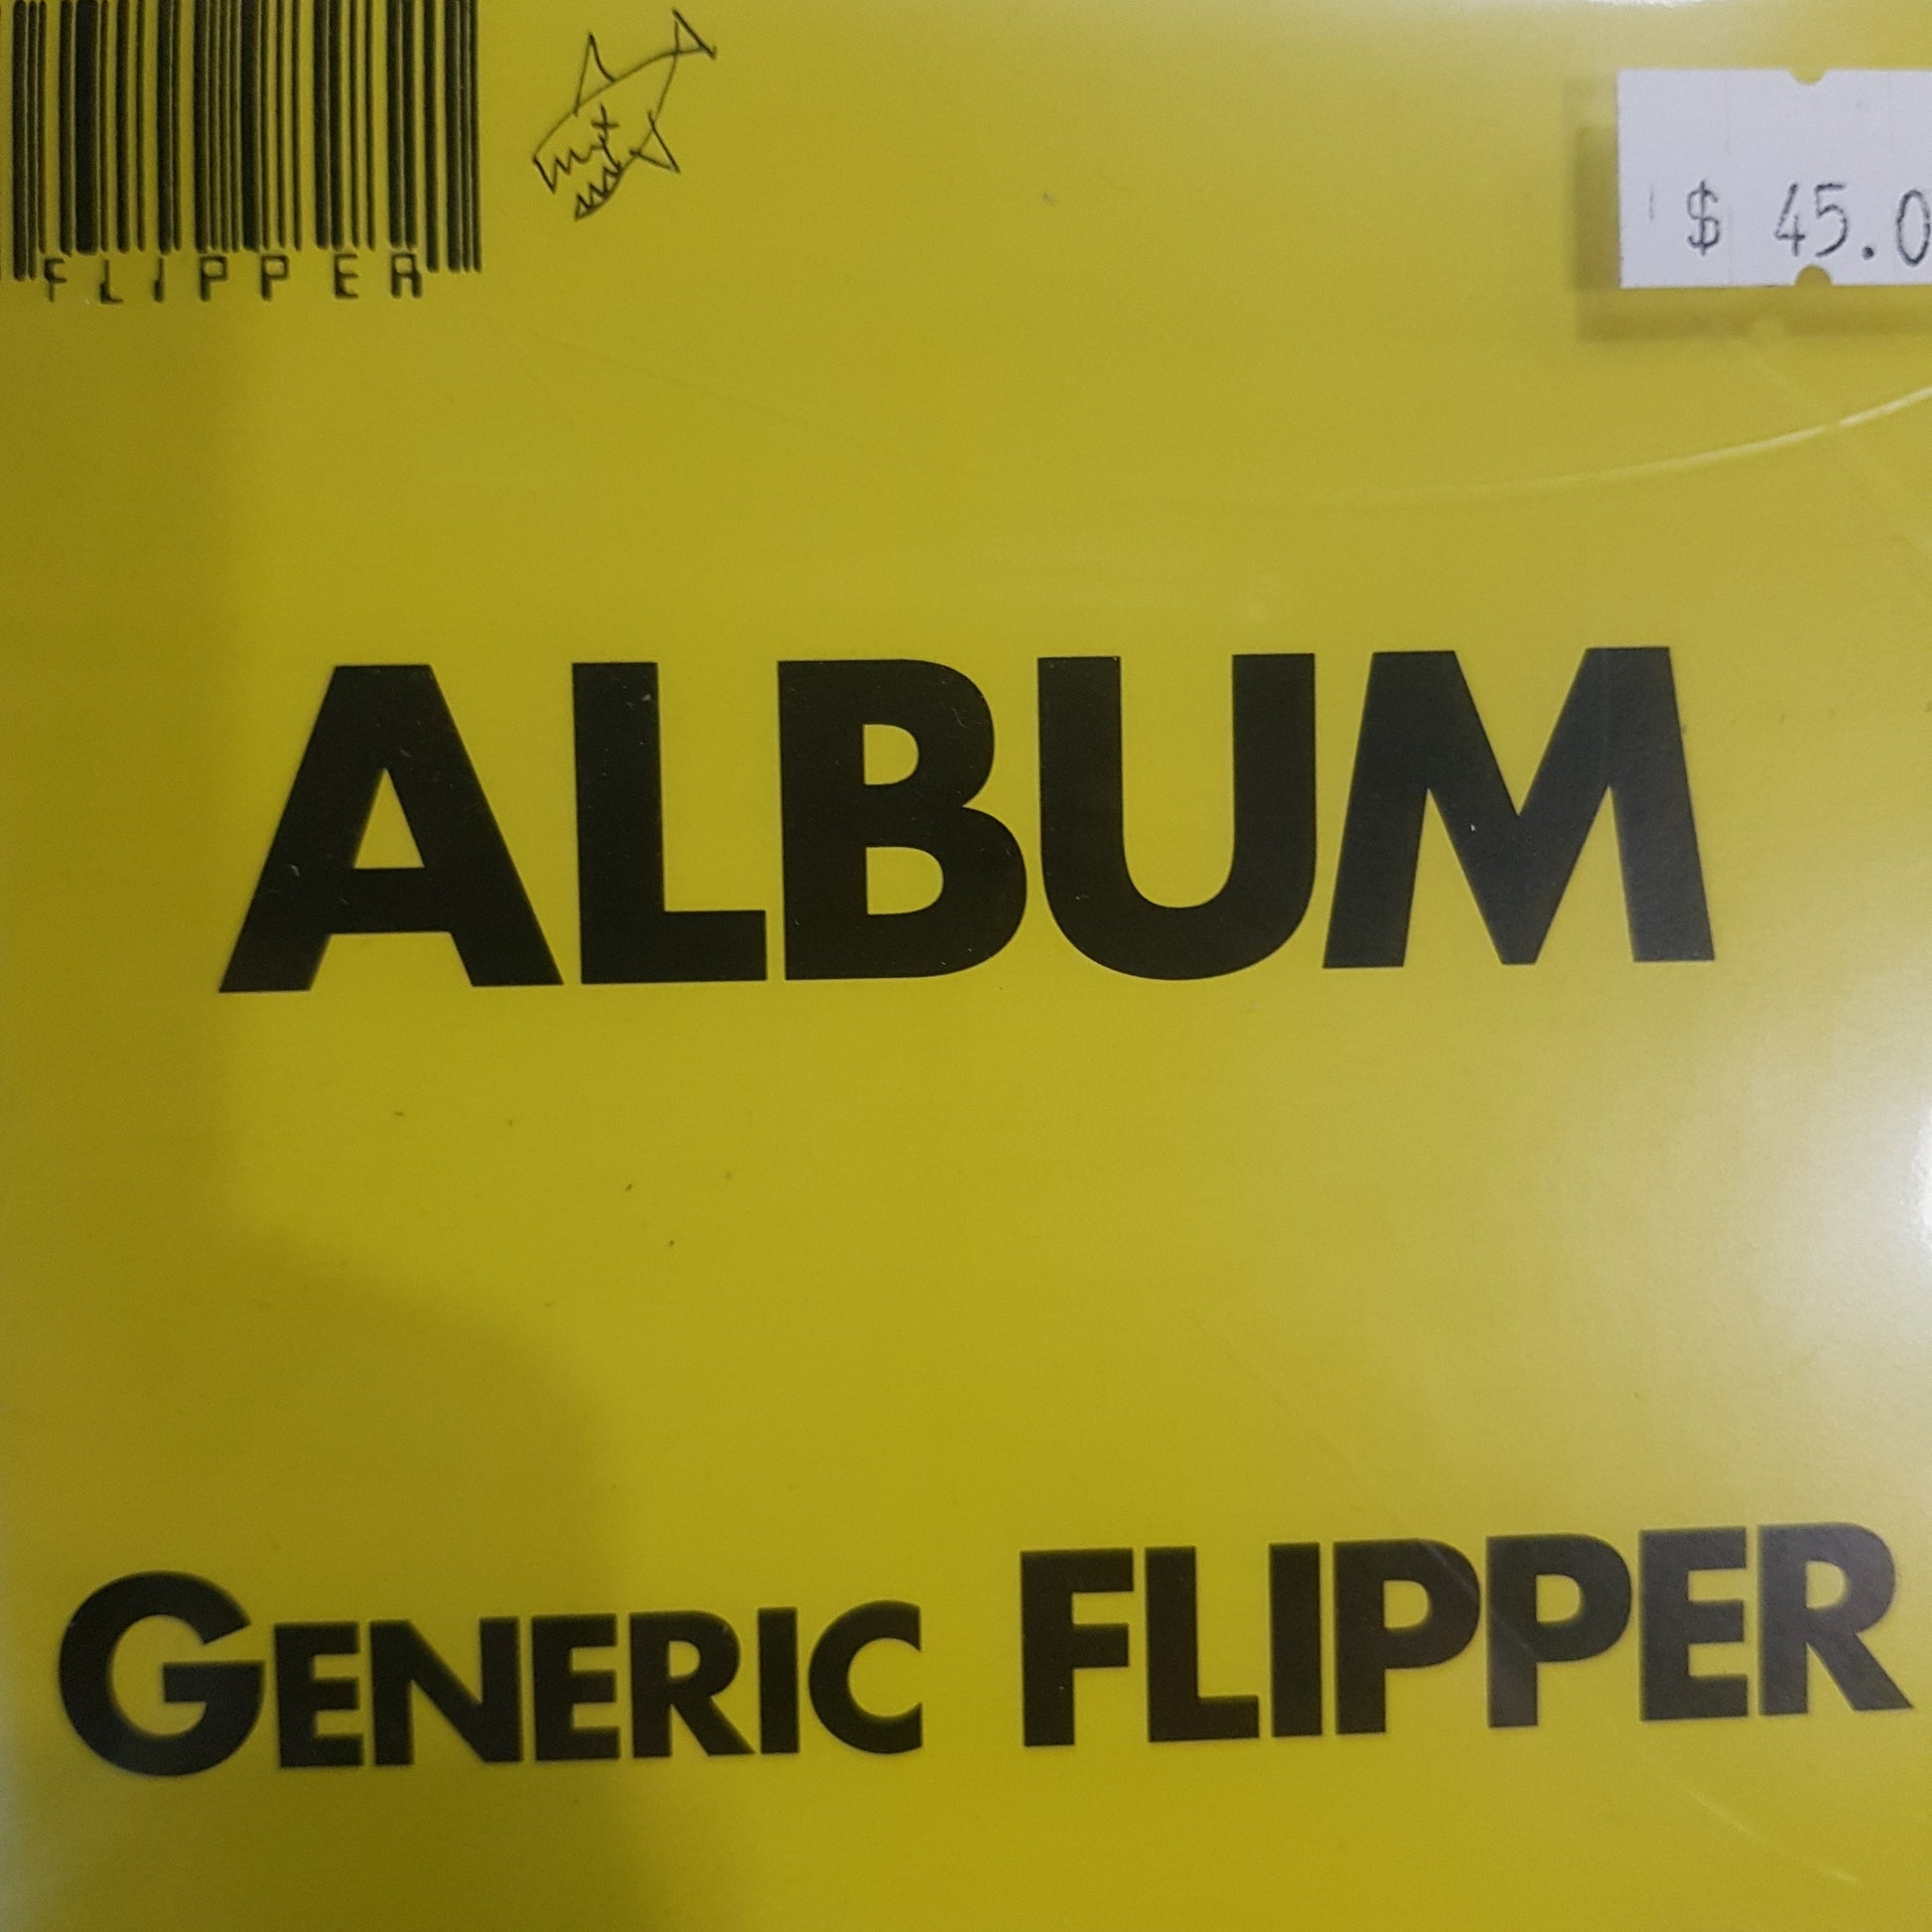 FLIPPER
$ 45.0
ALBUM
GENERIC FLIPPER